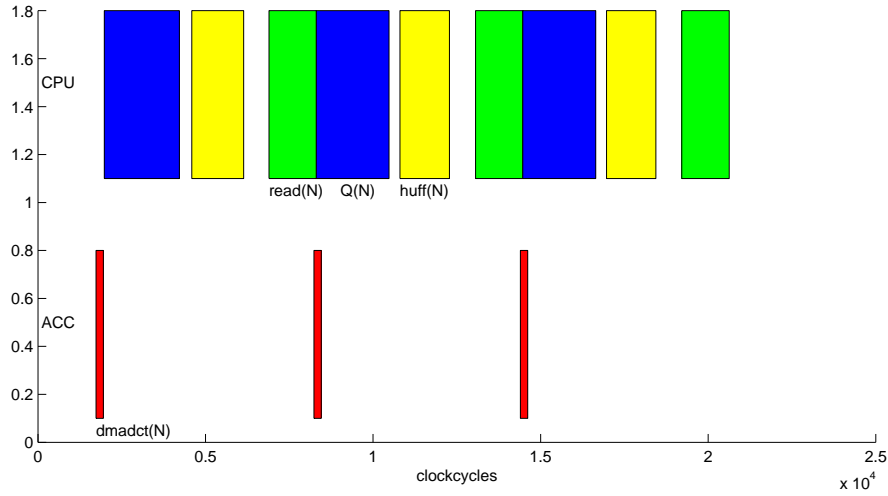 1.8
1.6
CPU
1.4
1.2
read(N) Q(N) huff(N)
1
0.8
0.6
ACC
0.4
0.2
dmadct(N)
0
0 0.5 1 1.5 2 2.5
clockcycles
x 10^4